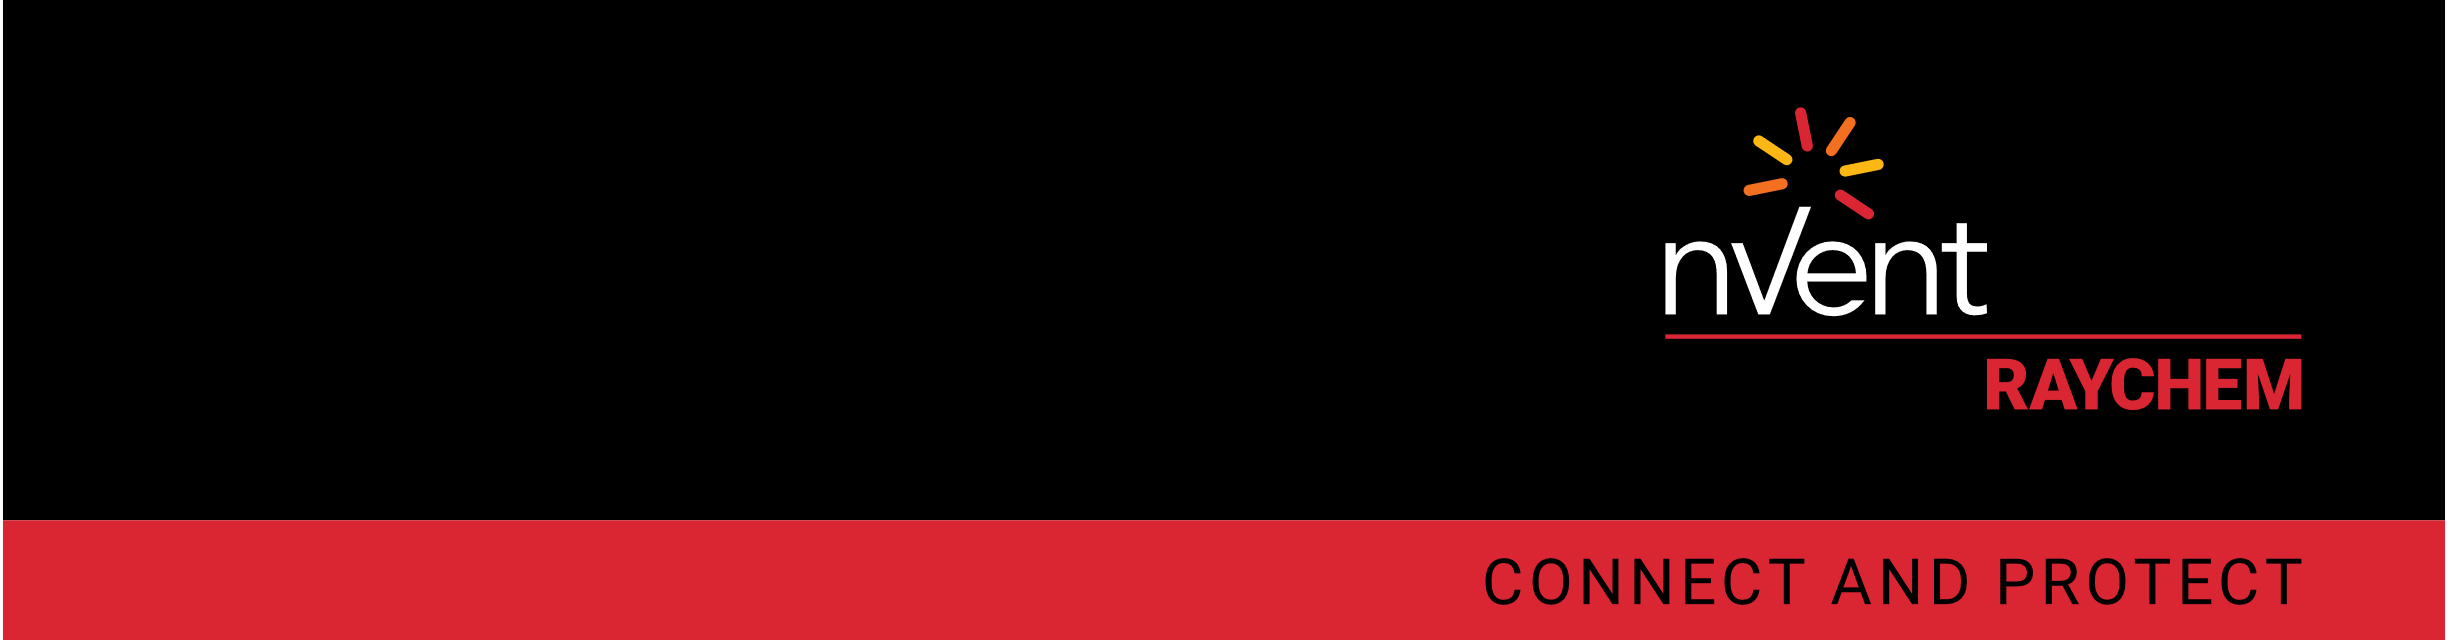 nVent
RAYCHEM
CONNECT AND PROTECT